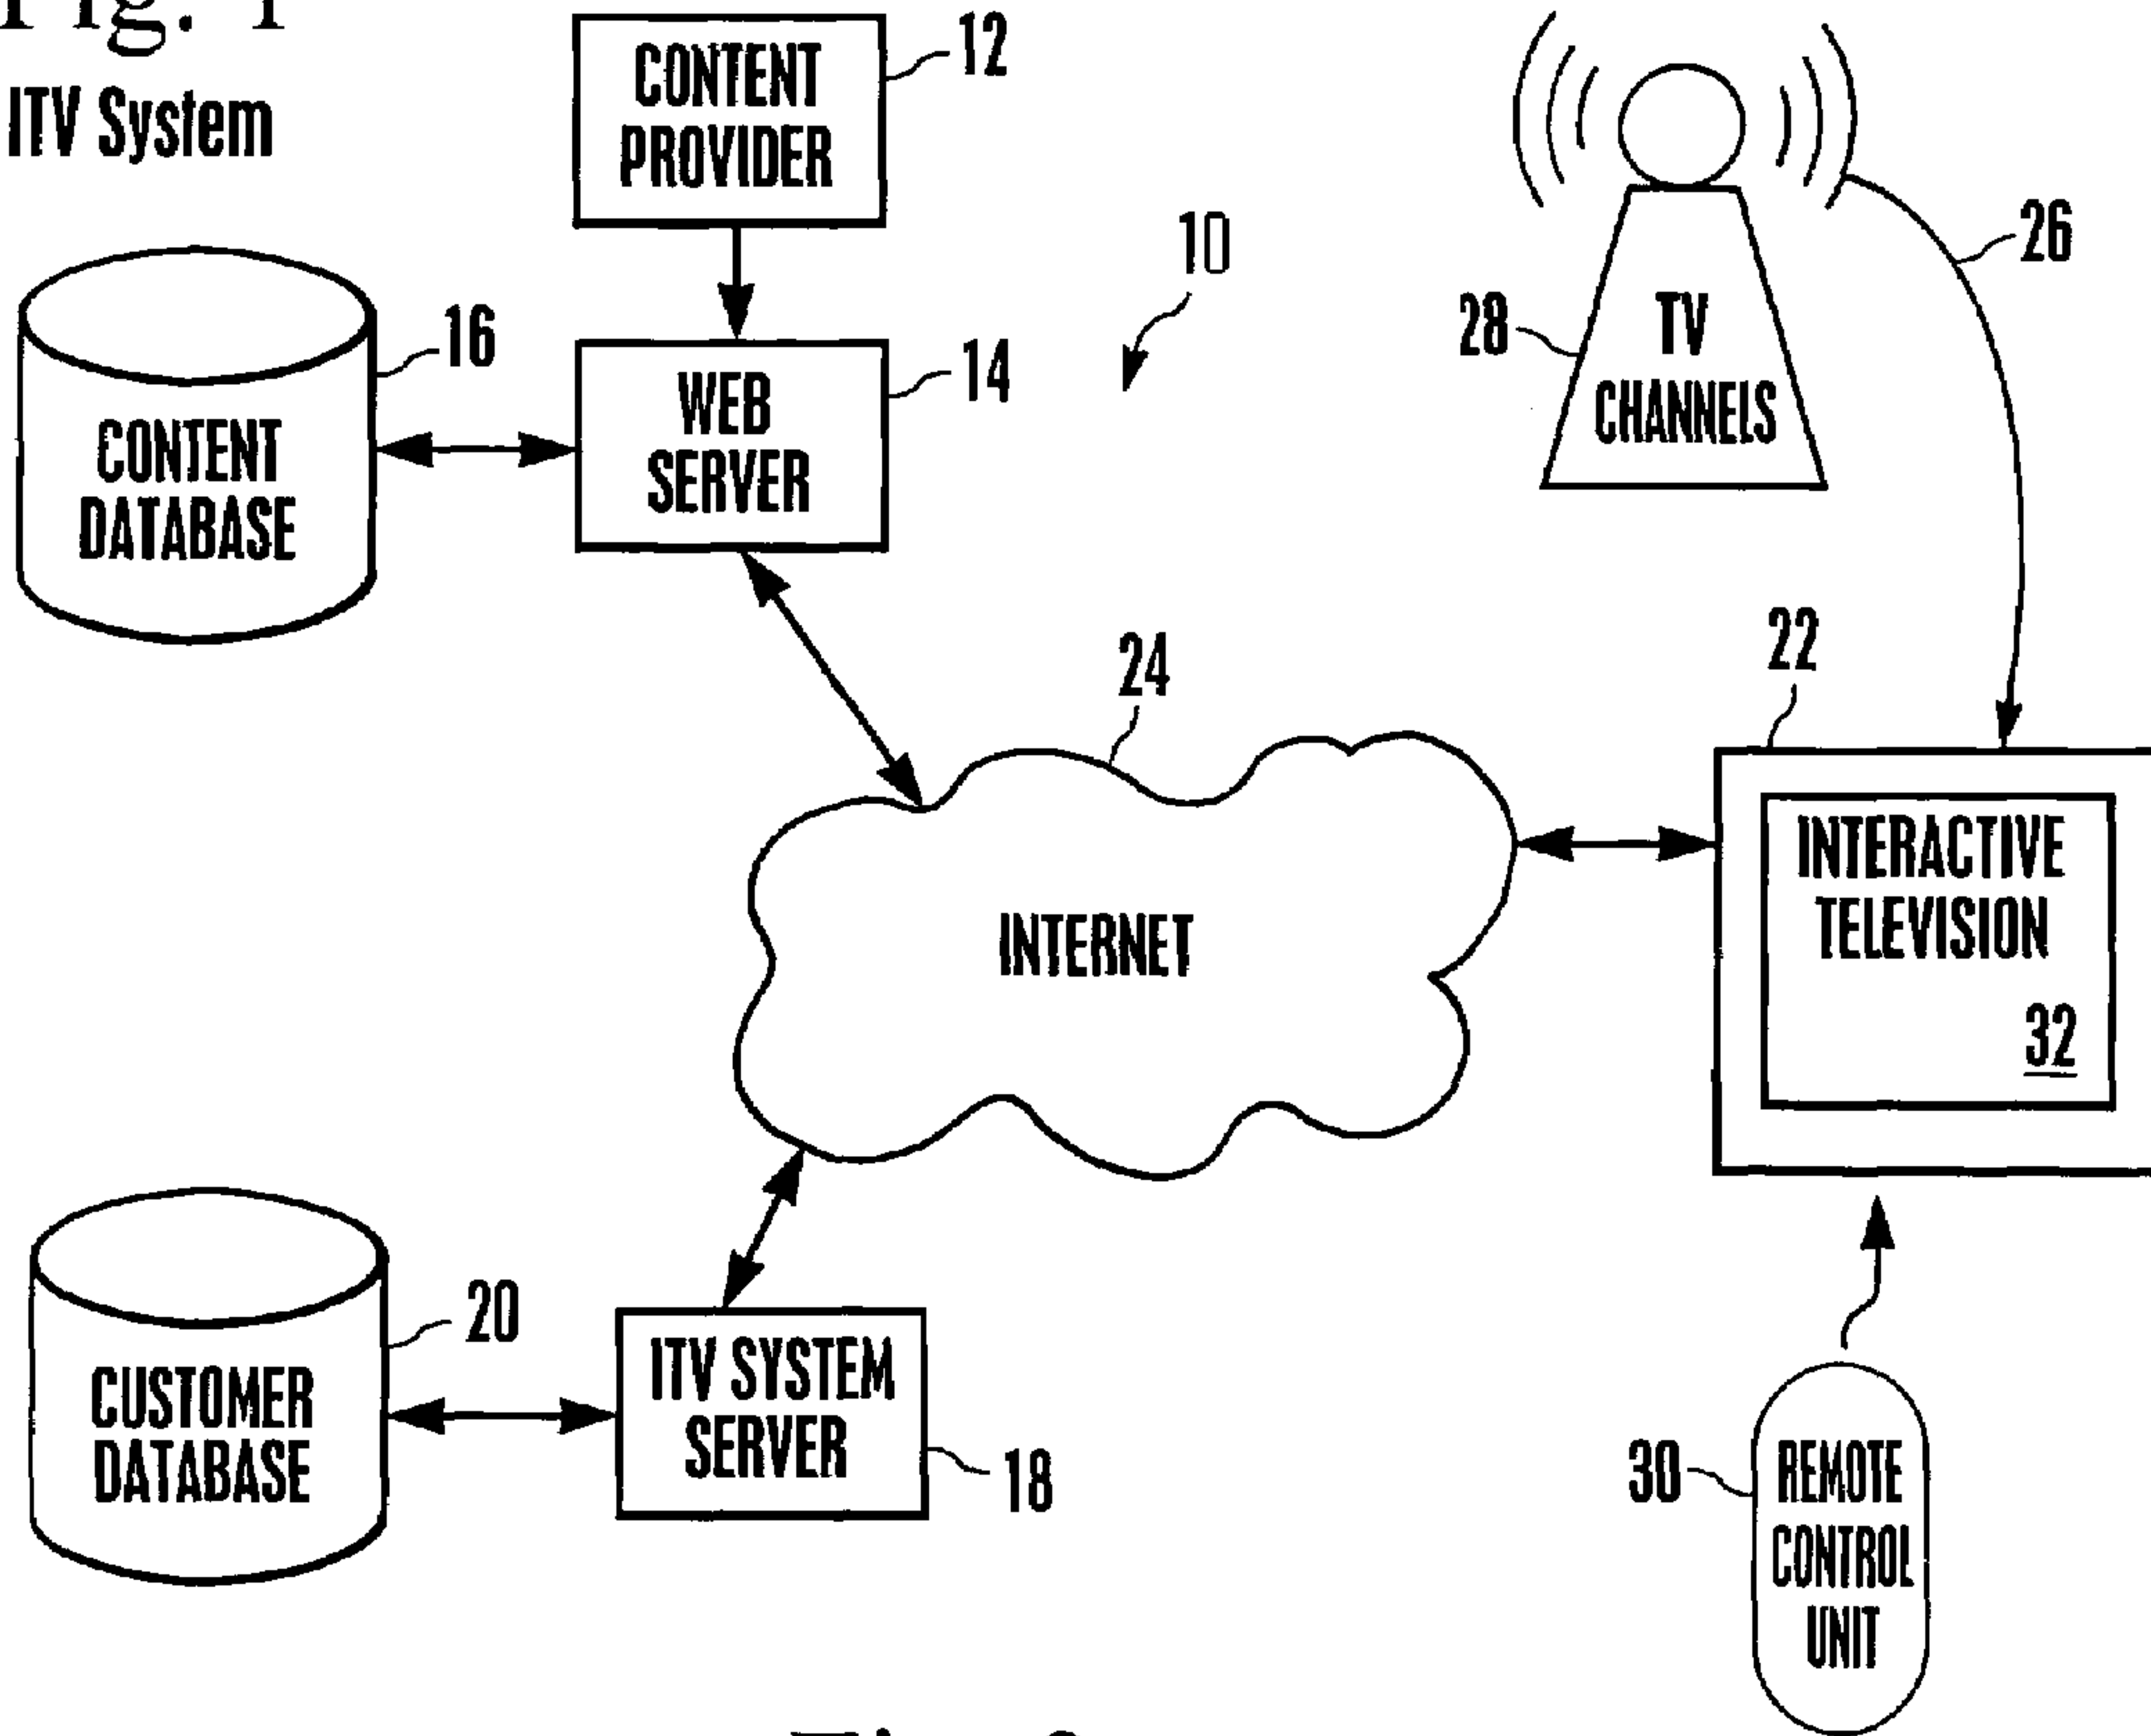 Fig. 1
ITV System
CONTENT
PROVIDER
12
10
26
28
TV
CHANNELS
16
CONTENT
DATABASE
14
WEB
SERVER
24
22
INTERNET
INTERACTIVE
TELEVISION
32
20
CUSTOMER
DATABASE
ITV SYSTEM
SERVER
18
30
REMOTE
CONTROL
UNIT